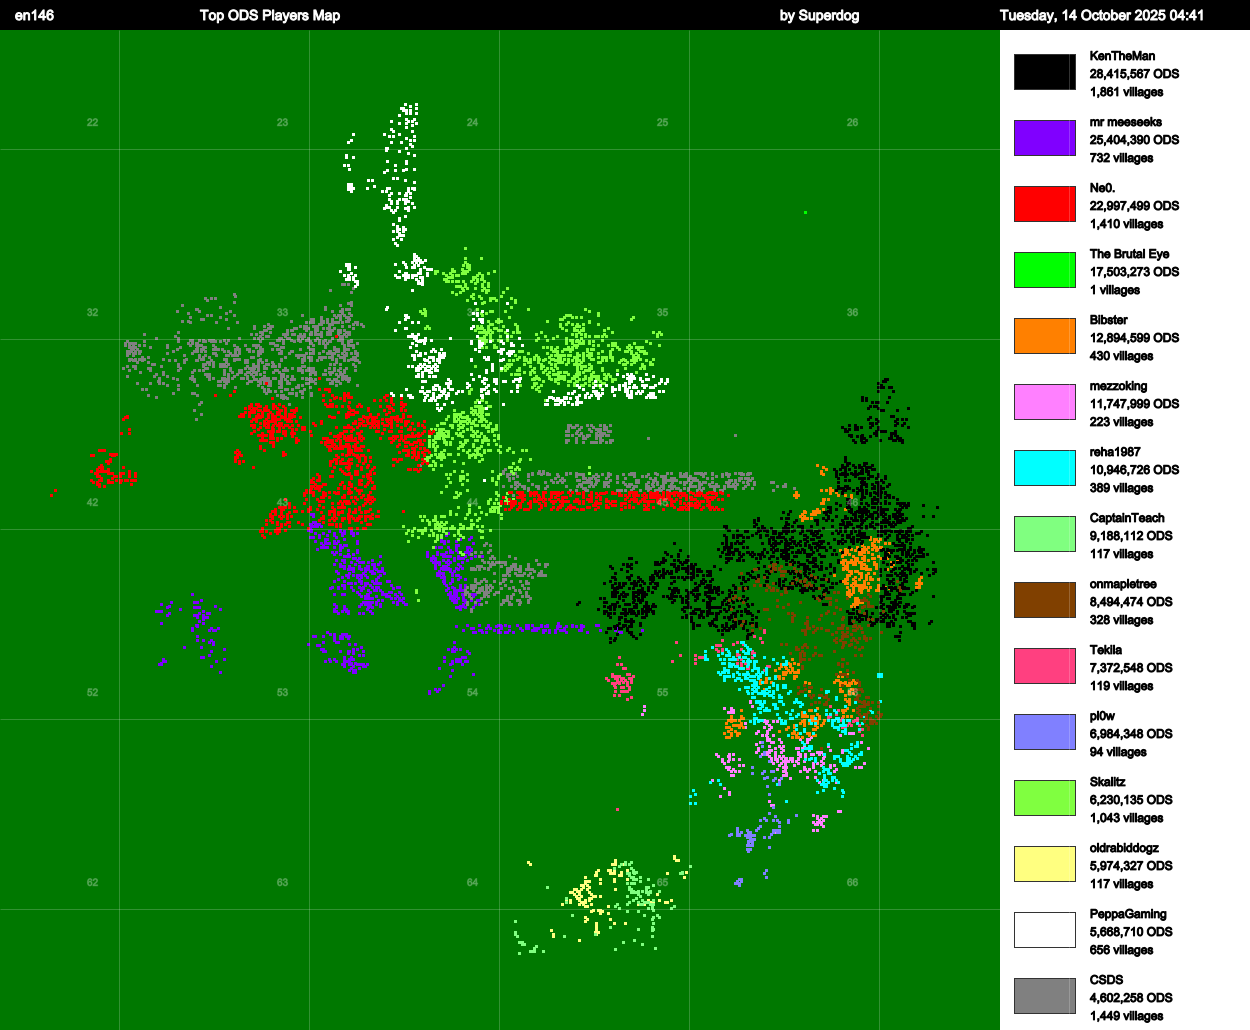 en146 Top ODS Players Map by Superdog Tuesday, 14 October 2025 04:41
KenTheMan
28,415,567 ODS
1,861 villages
22 23 24 25 26
mr meeseeks
25,404,390 ODS
732 villages
Ne0.
22,997,499 ODS
1,410 villages
The Brutal Eye
17,503,273 ODS
1 villages
32 33 35 36
Bibster
12,894,599 ODS
430 villages
mezzoking
11,747,999 ODS
223 villages
reha1987
10,946,726 ODS
389 villages
42 43 44 45
CaptainTeach
9,188,112 ODS
117 villages
onmapletree
8,494,474 ODS
328 villages
Tekila
7,372,548 ODS
119 villages
52 53 54 55
pl0w
6,984,348 ODS
94 villages
Skalitz
6,230,135 ODS
1,043 villages
oldrabiddogz
5,974,327 ODS
117 villages
62 63 64 65 66
PeppaGaming
5,668,710 ODS
656 villages
CSDS
4,602,258 ODS
1,449 villages